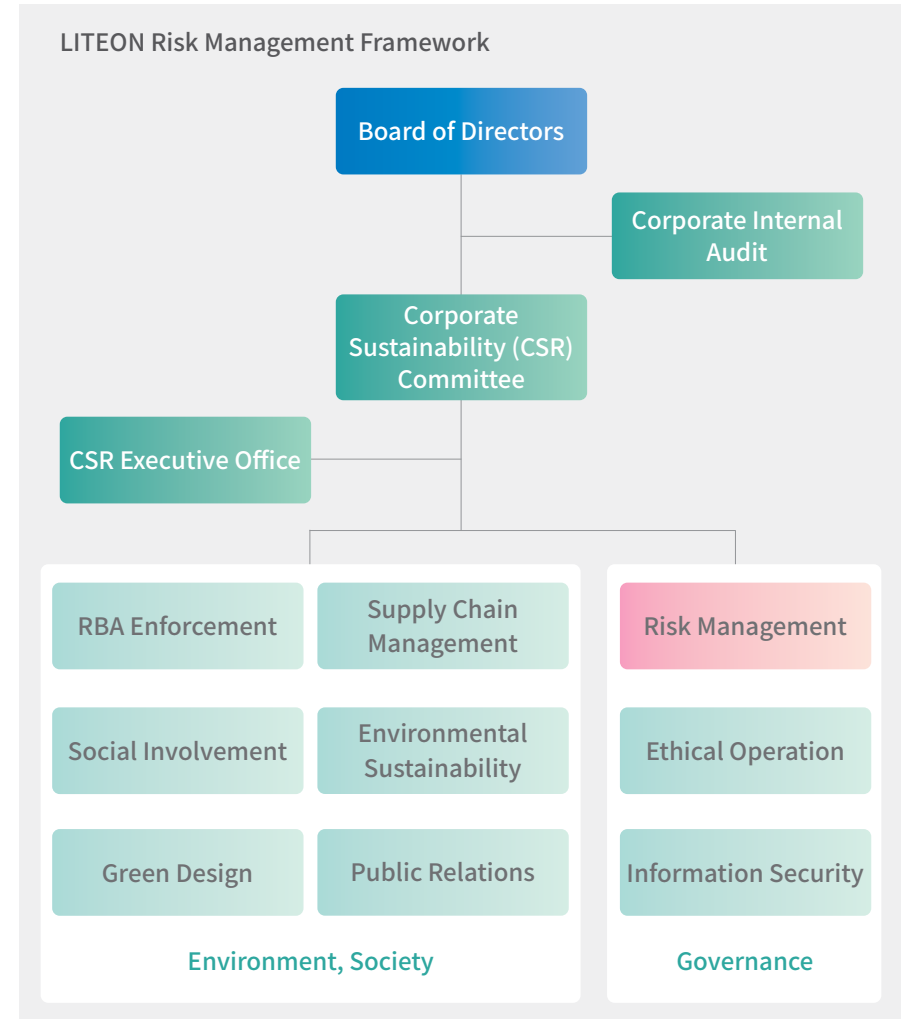 LITEON Risk Management Framework
Board of Directors
Corporate Internal
Audit
Corporate
Sustainability (CSR)
Committee
CSR Executive Office
RBA Enforcement
Supply Chain
Management
Risk Management
Social Involvement
Environmental
Sustainability
Ethical Operation
Green Design
Public Relations
Information Security
Environment, Society
Governance